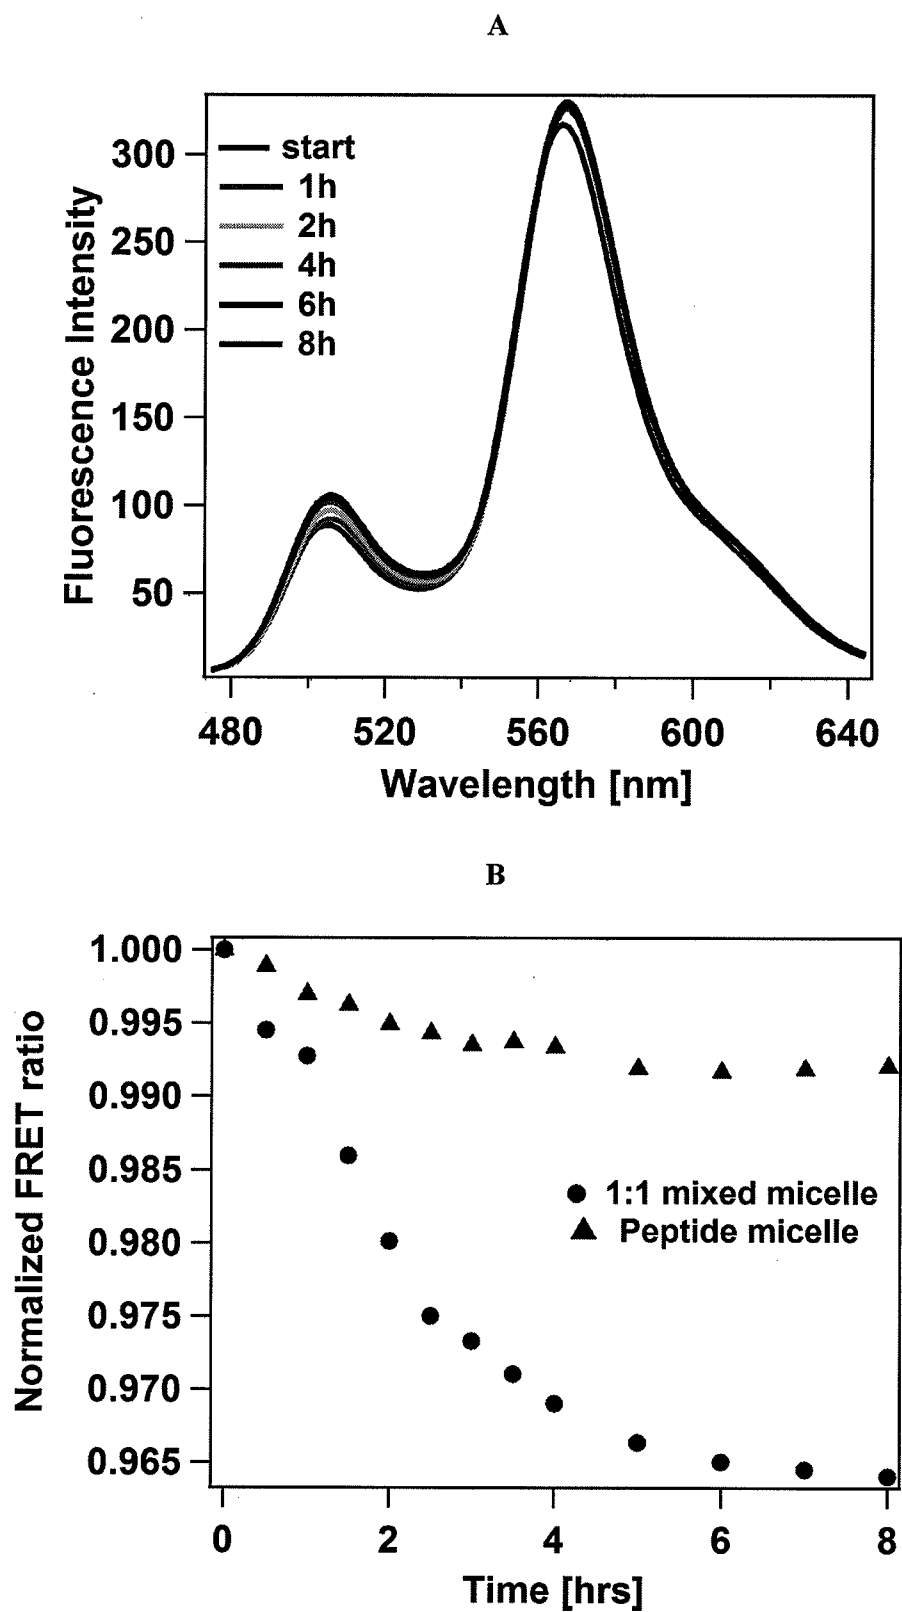 A
Fluorescence Intensity
300
250
200
150
100
50
start
1h
2h
4h
6h
8h
480 520 560 600 640
Wavelength [nm]
B
Normalized FRET ratio
1.000
0.995
0.990
0.985
0.980
0.975
0.970
0.965
1:1 mixed micelle
Peptide micelle
0 2 4 6 8
Time [hrs]